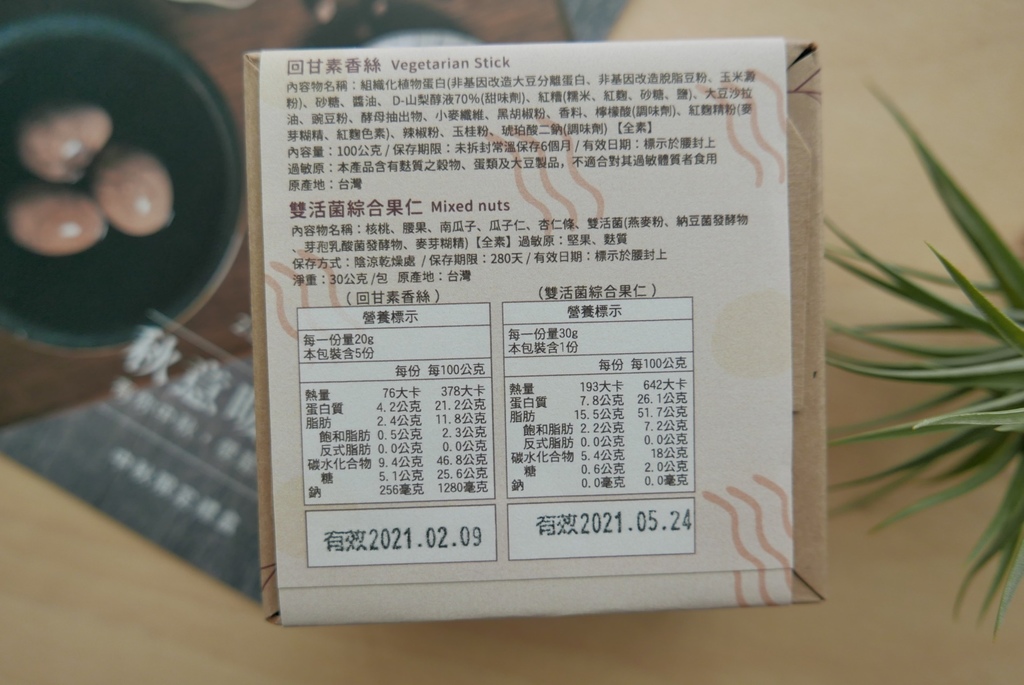 回甘素香絲 Vegetarian Stick
內容物名稱：組織化植物蛋白(非基因改造大豆分離蛋白、非基因改造脫脂豆粉、玉米澱
粉)、砂糖、醬油、D-山梨醇液70%(甜味劑)、紅糟(糯米、紅麴、砂糖、鹽)、大豆沙拉
油、豌豆粉、酵母抽出物、小麥纖維、黑胡椒粉、香料、檸檬酸(調味劑)、紅麴精粉(麥
芽糊精、紅麴色素)、辣椒粉、玉桂粉、琥珀酸二鈉(調味劑)【全素】
內容量：100公克 / 保存期限：未拆封常溫保存6個月 / 有效日期：標示於腰封上
過敏原：本產品含有麩質之穀物、蛋類及大豆製品，不適合對其過敏體質者食用
原產地：台灣
雙活菌綜合果仁 Mixed nuts
內容物名稱：核桃、腰果、南瓜子、瓜子仁、杏仁條、雙活菌(燕麥粉、納豆菌發酵物
、芽孢乳酸菌發酵物、麥芽糊精)【全素】過敏原：堅果、麩質
保存方式：陰涼乾燥處 / 保存期限：280天 / 有效日期：標示於腰封上
淨重：30公克 /包 原產地：台灣
（回甘素香絲）
營養標示
每一份量20g
本包裝含5份
每份 每100公克
熱量 76大卡 378大卡
蛋白質 4.2公克 21.2公克
脂肪 2.4公克 11.8公克
飽和脂肪 0.5公克 2.3公克
反式脂肪 0.0公克 0.0公克
碳水化合物 9.4公克 46.8公克
糖 5.1公克 25.6公克
鈉 256毫克 1280毫克
有效2021.02.09
（雙活菌綜合果仁）
營養標示
每一份量30g
本包裝含1份
每份 每100公克
熱量 193大卡 642大卡
蛋白質 7.8公克 26.1公克
脂肪 15.5公克 51.7公克
飽和脂肪 2.2公克 7.2公克
反式脂肪 0.0公克 0.0公克
碳水化合物 5.4公克 18公克
糖 0.6公克 2.0公克
鈉 0.0毫克 0.0毫克
有效2021.05.24